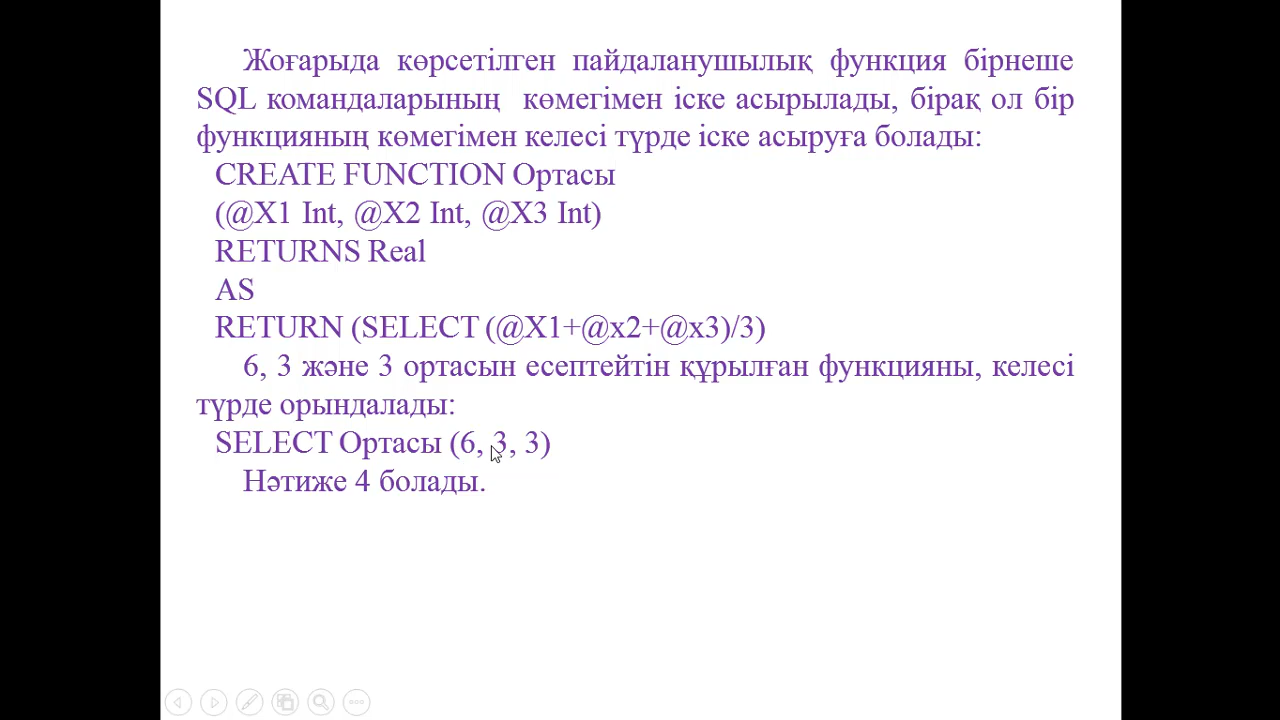 Жоғарыда көрсетілген пайдаланушылық функция бірнеше
SQL командаларының көмегімен іске асырылады, бірақ ол бір
функцияның көмегімен келесі түрде іске асыруға болады:
CREATE FUNCTION Ортасы
(@X1 Int, @X2 Int, @X3 Int)
RETURNS Real
AS
RETURN (SELECT (@X1+@x2+@x3)/3)
6, 3 және 3 ортасын есептейтін құрылған функцияны, келесі
түрде орындалады:
SELECT Ортасы (6, 3, 3)
Нәтиже 4 болады.